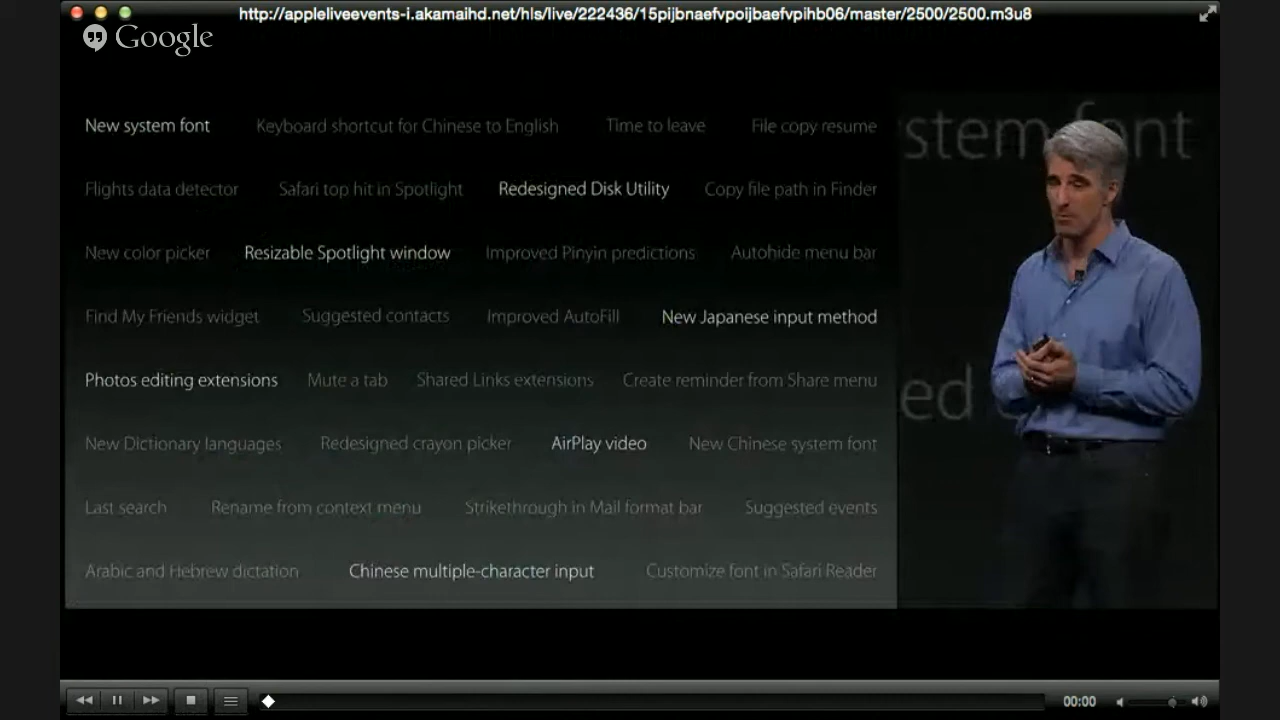 http://appleliveevents-i.akamaihd.net/hls/live/222436/15pijbnaefvpoijbaefvpihb06/master/2500/2500.m3u8
Google
New system font Keyboard shortcut for Chinese to English Time to leave File copy resume
stem font
Flights data detector Safari top hit in Spotlight Redesigned Disk Utility Copy file path in Finder
New color picker Resizable Spotlight window Improved Pinyin predictions Autohide menu bar
Find My Friends widget Suggested contacts Improved AutoFill New Japanese input method
Photos editing extensions Mute a tab Shared Links extensions Create reminder from Share menu
ed
New Dictionary languages Redesigned crayon picker AirPlay video New Chinese system font
Last search Rename from context menu Strikethrough in Mail format bar Suggested events
Arabic and Hebrew dictation Chinese multiple-character input Customize font in Safari Reader
00:00